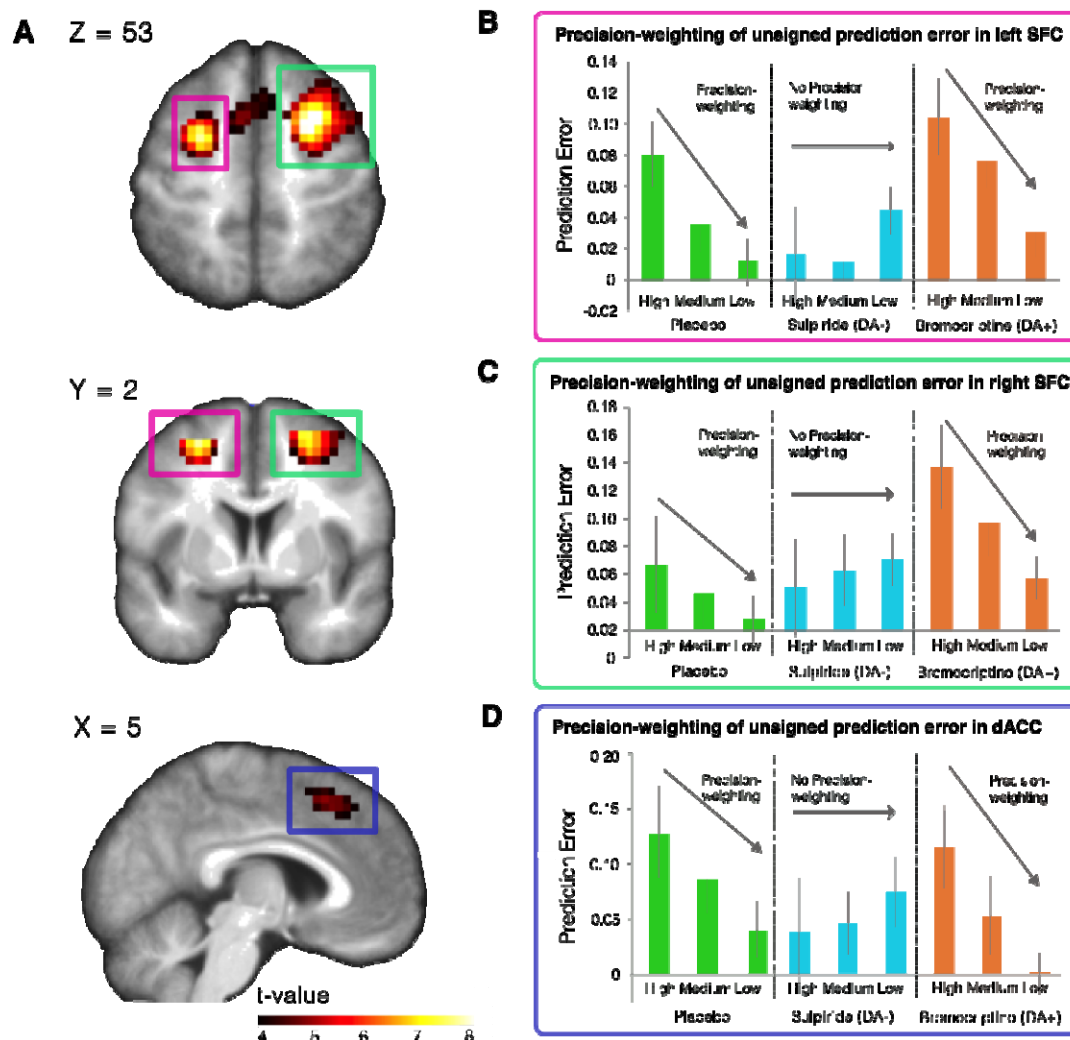 A
Z = 53
Y = 2
X = 5
t-value
4 5 6 7 8
B
Precision-weighting of unsigned prediction error in left SFC
Prediction Error
0.14
0.12
0.10
0.08
0.06
0.04
0.02
0
-0.02
Precision-
weighting
No Precision
weighting
Precision-
weighting
High Medium Low
High Medium Low
High Medium Low
Placebo
Sulpiride (DA-)
Bromocriptine (DA+)
C
Precision-weighting of unsigned prediction error in right SFC
Prediction Error
0.18
0.16
0.14
0.12
0.10
0.08
0.06
0.04
0.02
0
Precision-
weighting
No Precision-
weighting
Precision
weighting
High Medium Low
High Medium Low
High Medium Low
Placebo
Sulpiride (DA-)
Bromocriptine
D
Precision-weighting of unsigned prediction error in dACC
Prediction Error
0.20
0.15
0.10
0.05
0
Precision-
weighting
No Precision-
weighting
Precision-
weighting
High Medium Low
High Medium Low
High Medium Low
Placebo
Sulpiride (DA-)
Bromocriptine (DA+)